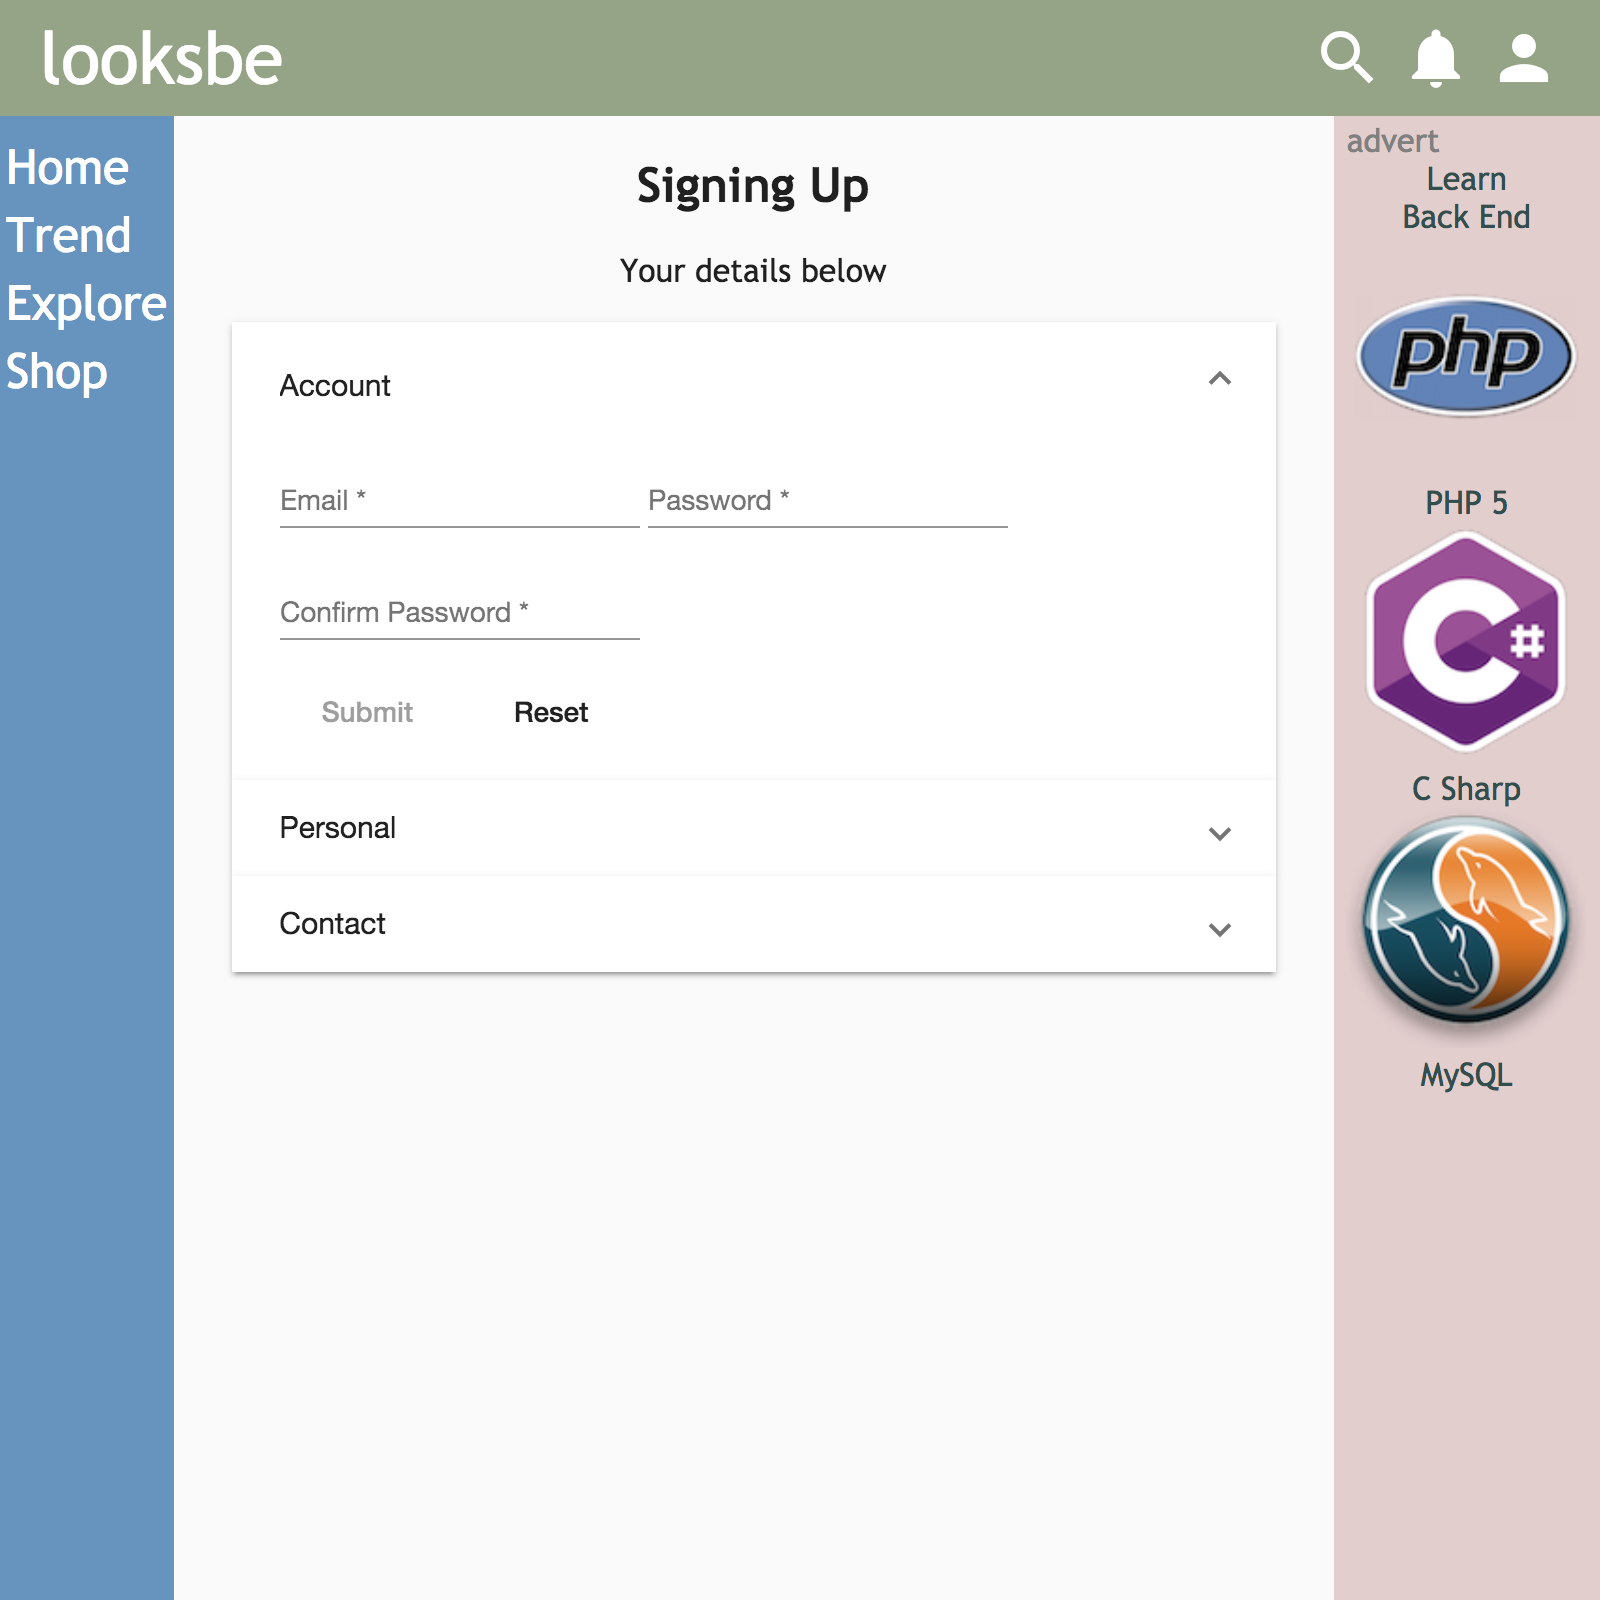 looksbe
Home
Trend
Explore
Shop
Signing Up
Your details below
Account
Email * Password *
Confirm Password *
Submit Reset
Personal
Contact
advert
Learn
Back End
php
PHP 5
C#
C Sharp
MySQL